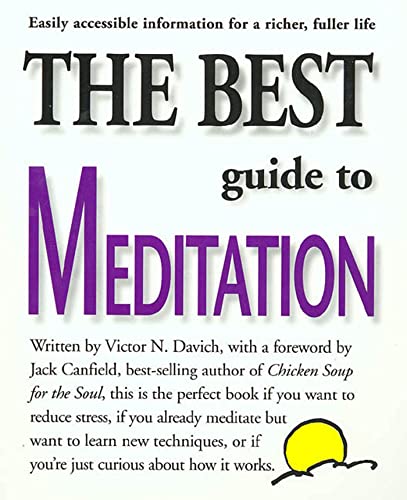 Easily accessible information for a richer, fuller life
THE BEST
guide to
MEDITATION
Written by Victor N. Davich, with a foreword by
Jack Canfield, best-selling author of Chicken Soup
for the Soul, this is the perfect book if you want to
reduce stress, if you already meditate but
want to learn new techniques, or if
you're just curious about how it works.